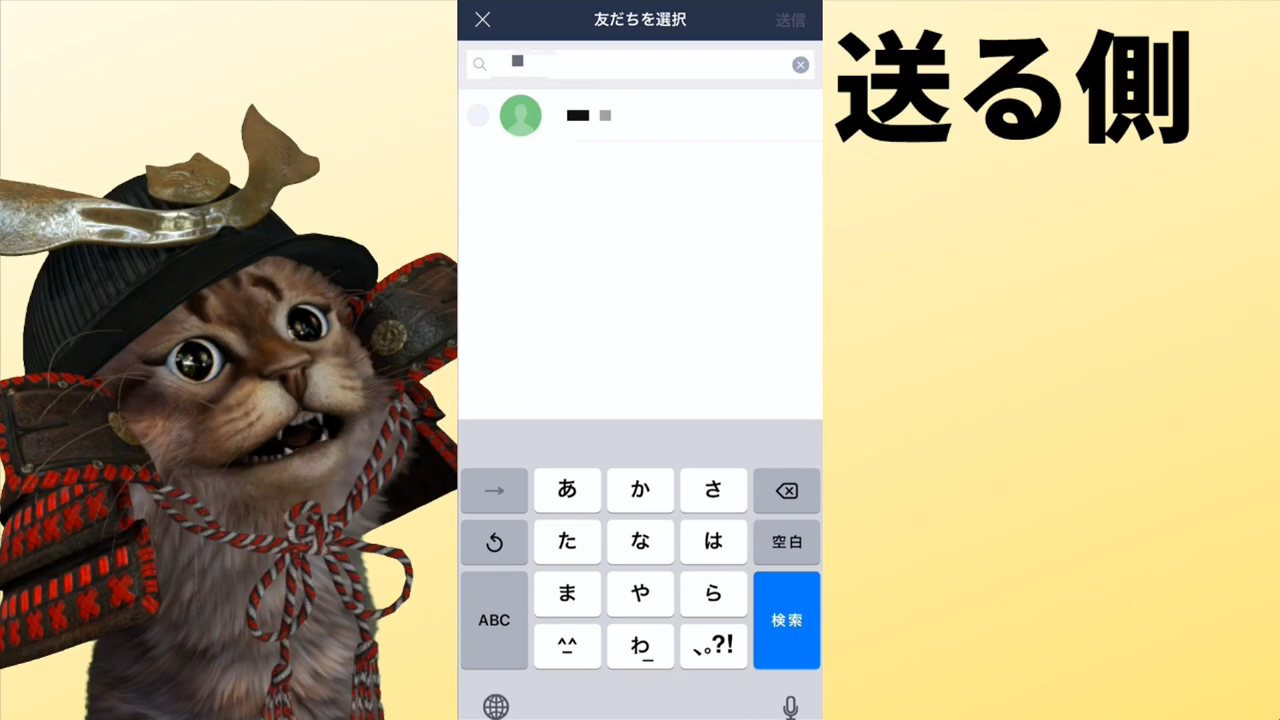 友だちを選択
送信
送る側
→
あ
か
さ
た
な
は
空白
ABC
ま
や
ら
検索
^^
わ_
、。?!